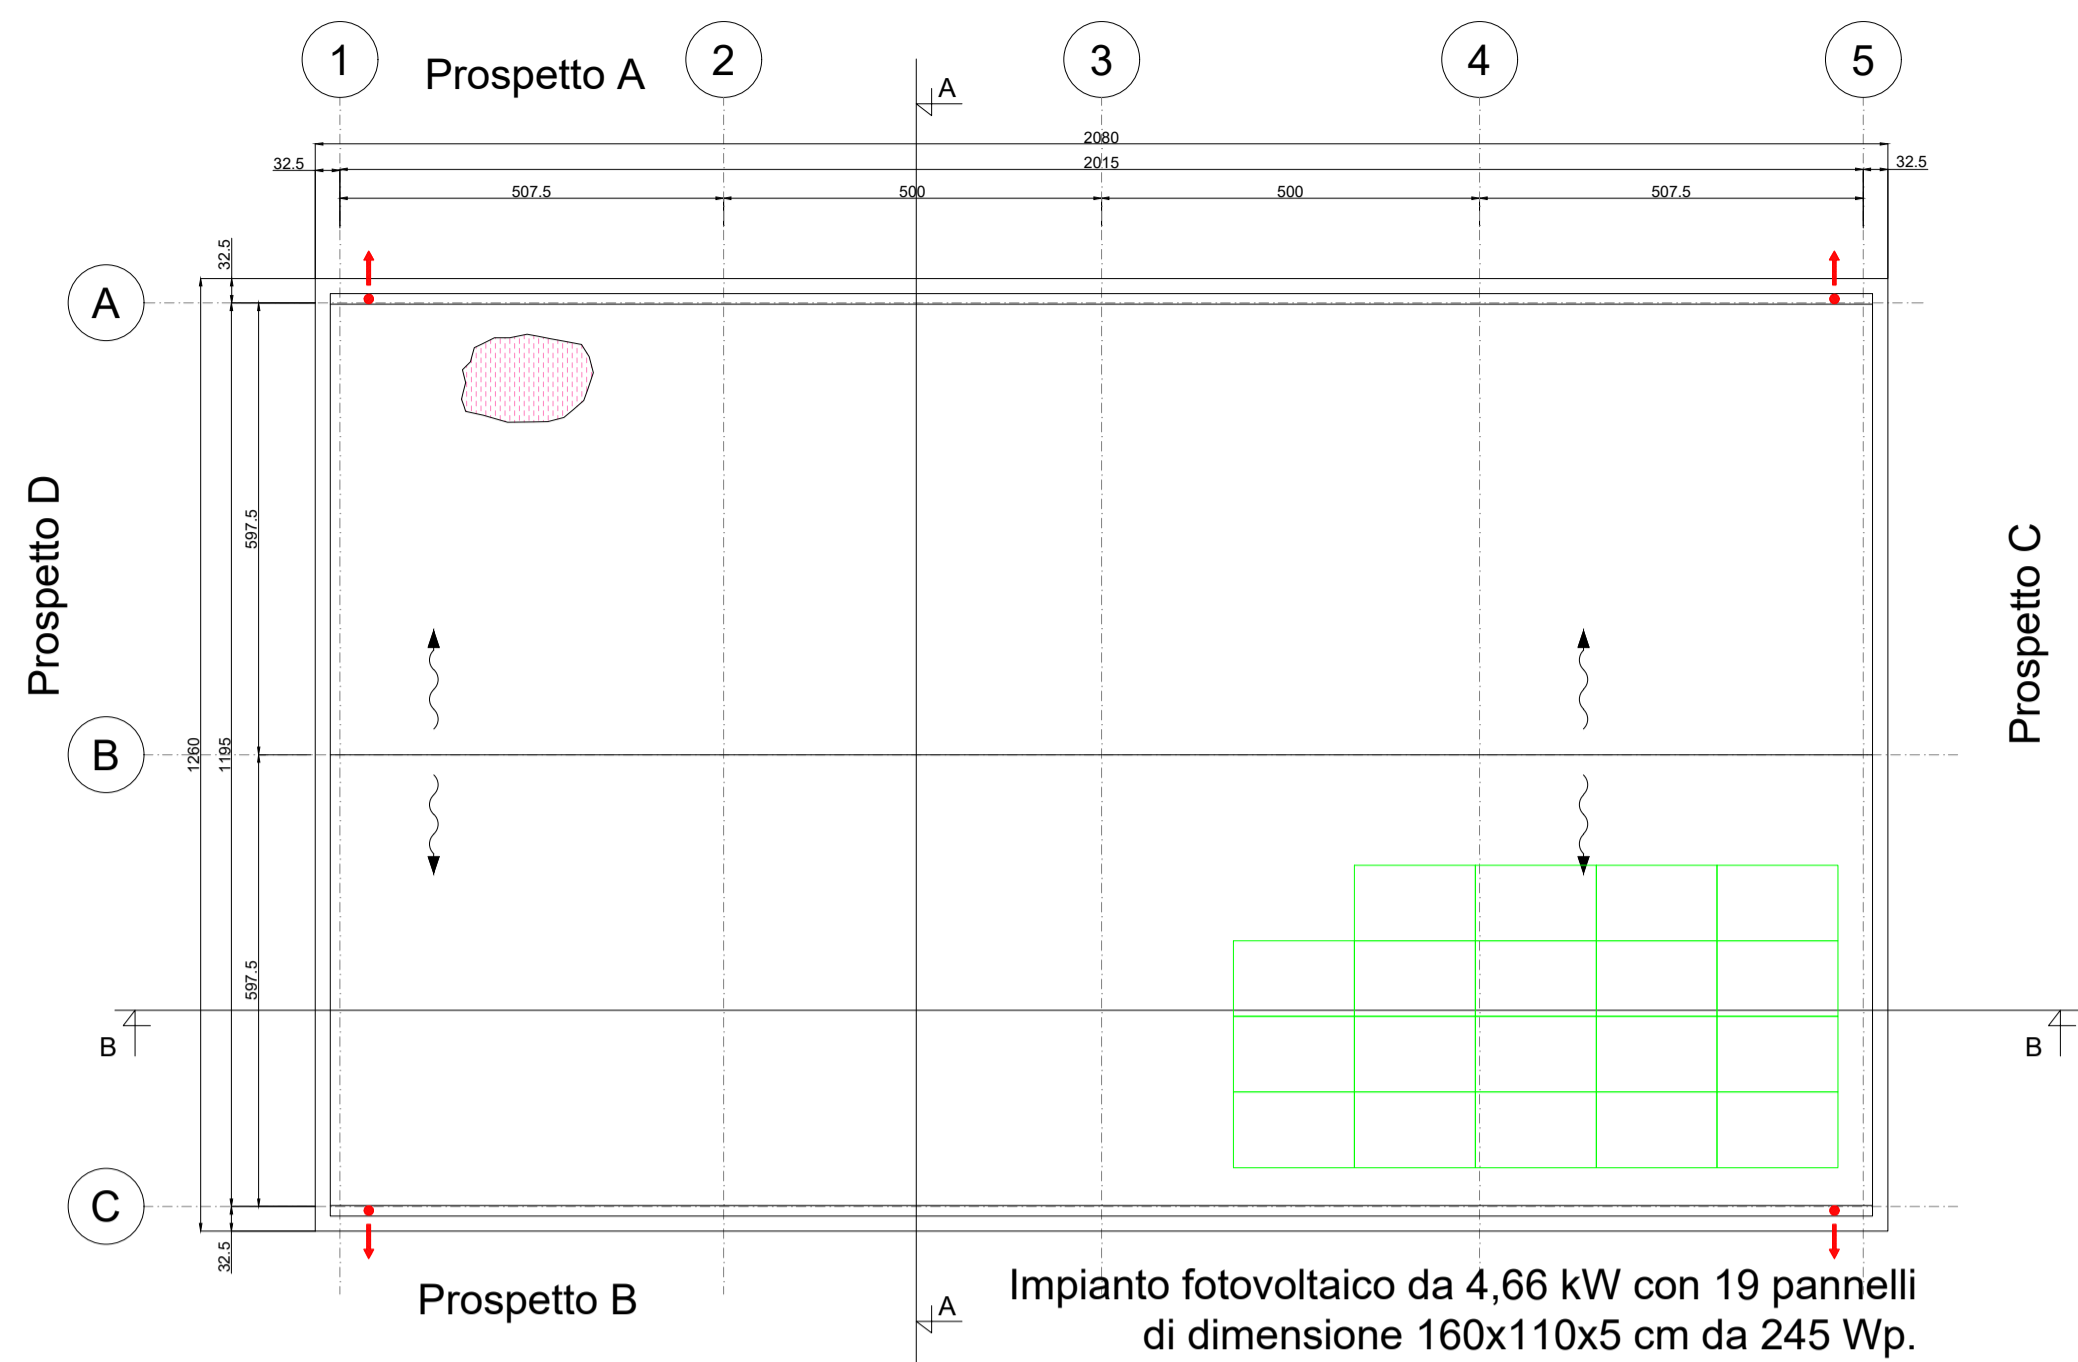 1
2
3
4
5
Prospetto A
A
2080
32.5
2015
32.5
507.5
500
500
507.5
32.5
A
Prospetto D
597.5
Prospetto C
B
1260
1195
597.5
B
B
C
32.5
Prospetto B
A
Impianto fotovoltaico da 4,66 kW con 19 pannelli
di dimensione 160x110x5 cm da 245 Wp.